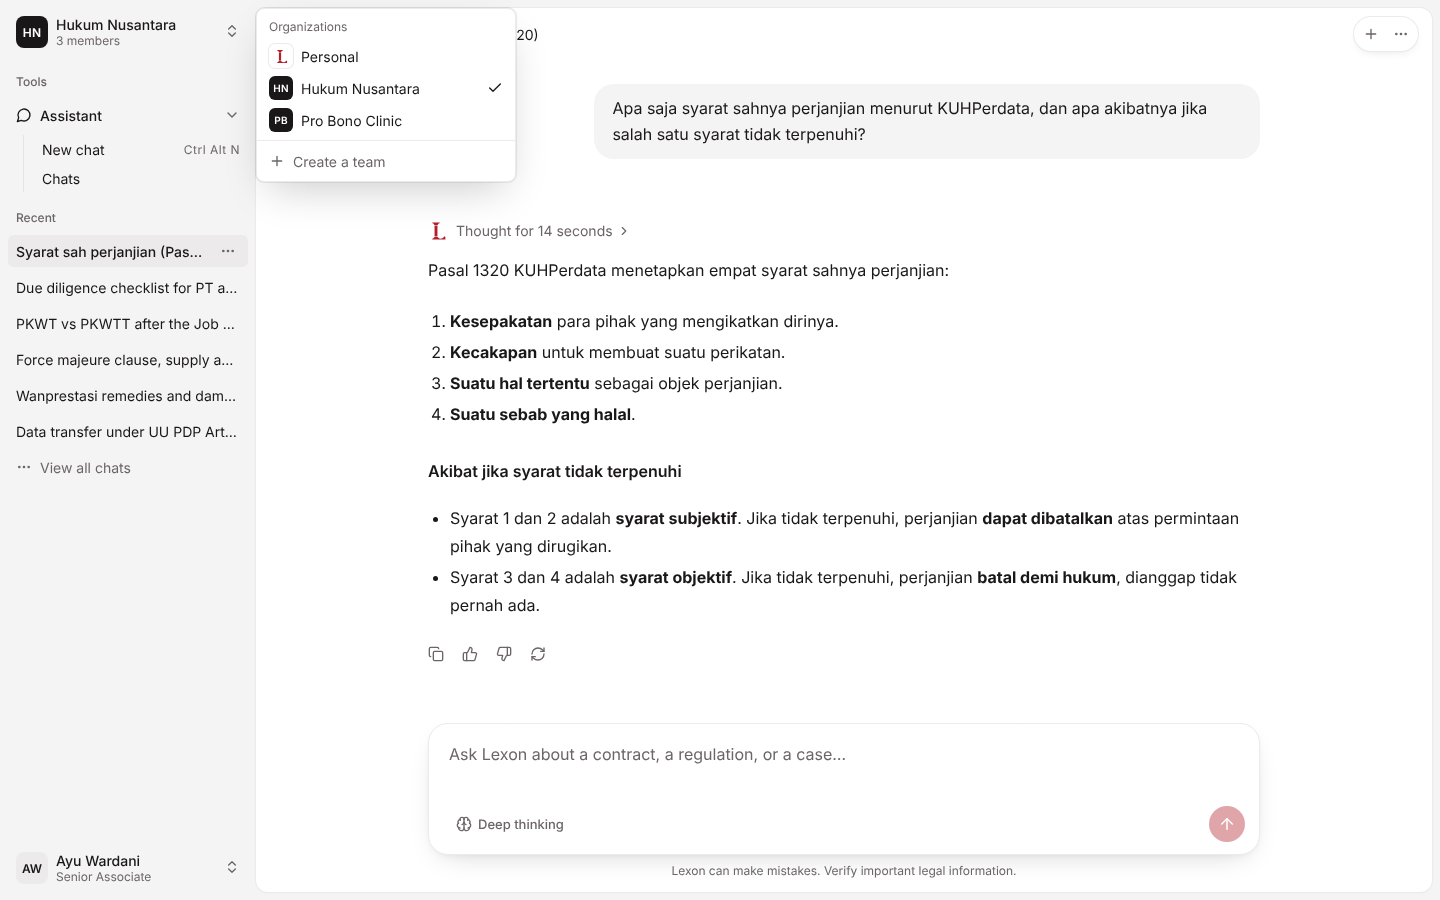 HN
Hukum Nusantara
3 members
Tools
Assistant
New chat Ctrl Alt N
Chats
Recent
Syarat sah perjanjian (Pas...
Due diligence checklist for PT a...
PKWT vs PKWTT after the Job ...
Force majeure clause, supply a...
Wanprestasi remedies and dam...
Data transfer under UU PDP Art...
View all chats
AW
Ayu Wardani
Senior Associate
Organizations
L Personal
HN Hukum Nusantara
PB Pro Bono Clinic
Create a team
20)
Apa saja syarat sahnya perjanjian menurut KUHPerdata, dan apa akibatnya jika
salah satu syarat tidak terpenuhi?
L Thought for 14 seconds
Pasal 1320 KUHPerdata menetapkan empat syarat sahnya perjanjian:
1. Kesepakatan para pihak yang mengikatkan dirinya.
2. Kecakapan untuk membuat suatu perikatan.
3. Suatu hal tertentu sebagai objek perjanjian.
4. Suatu sebab yang halal.
Akibat jika syarat tidak terpenuhi
• Syarat 1 dan 2 adalah syarat subjektif. Jika tidak terpenuhi, perjanjian dapat dibatalkan atas permintaan
pihak yang dirugikan.
• Syarat 3 dan 4 adalah syarat objektif. Jika tidak terpenuhi, perjanjian batal demi hukum, dianggap tidak
pernah ada.
Ask Lexon about a contract, a regulation, or a case...
Deep thinking
Lexon can make mistakes. Verify important legal information.